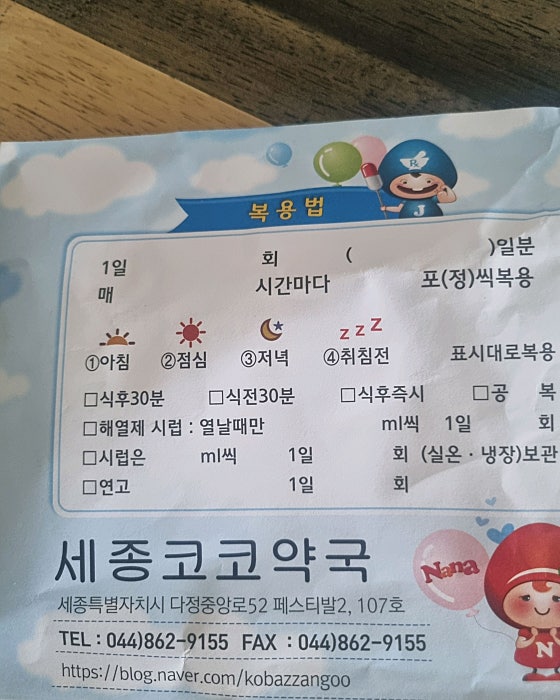 복용법
1일 회 ( )일분
매 시간마다 포(정)씩복용
z z Z
①아침 ②점심 ③저녁 ④취침전 표시대로복용
□식후30분 □식전30분 □식후즉시 □공 복
□해열제 시럽 : 열날때만 ml씩 1일 회
□시럽은 ml씩 1일 회 (실온 · 냉장)보관
□연고 1일 회
세종코코약국
세종특별자치시 다정중앙로52 페스티발2, 107호
TEL : 044)862-9155 FAX : 044)862-9155
https://blog.naver.com/kobazzangoo
Rx
J
Nana
N